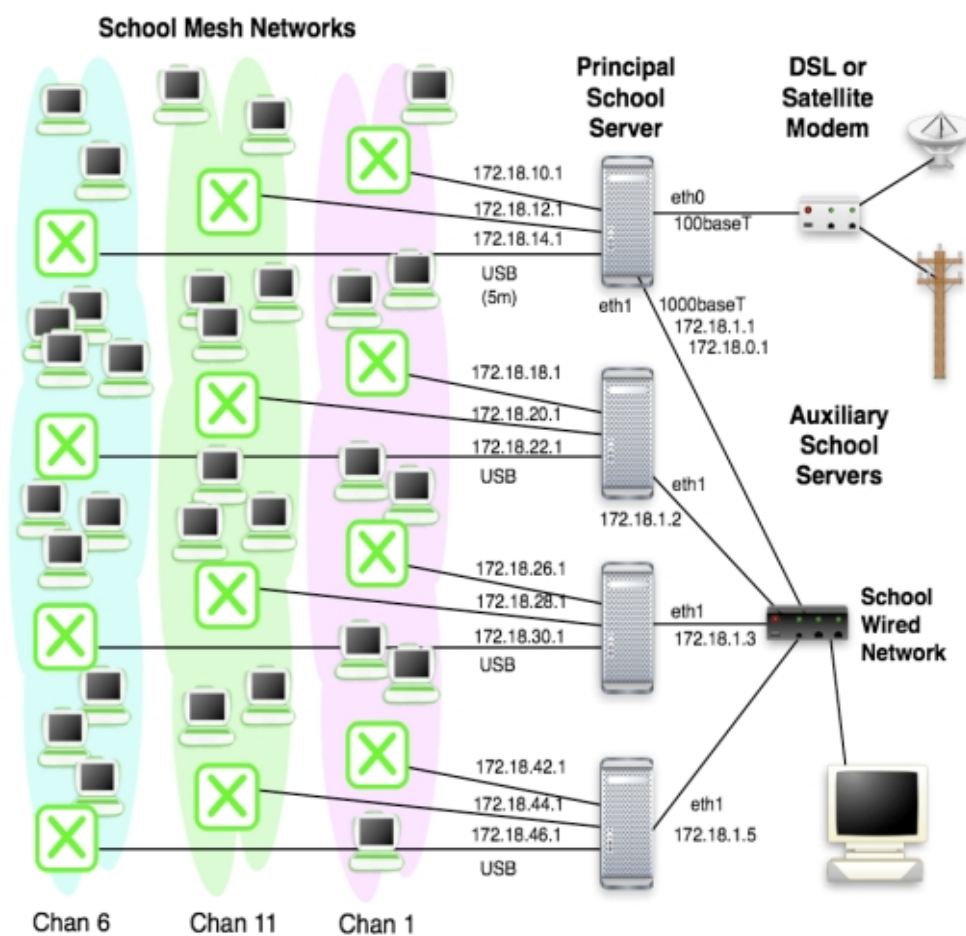 School Mesh Networks
Principal
School
Server
DSL or
Satellite
Modem
172.18.10.1
172.18.12.1
172.18.14.1
USB
(5m)
eth0
100baseT
eth1
1000baseT
172.18.1.1
172.18.0.1
172.18.18.1
172.18.20.1
172.18.22.1
USB
eth1
172.18.1.2
Auxiliary
School
Servers
172.18.26.1
172.18.28.1
172.18.30.1
USB
eth1
172.18.1.3
School
Wired
Network
172.18.42.1
172.18.44.1
172.18.46.1
USB
eth1
172.18.1.5
Chan 6
Chan 11
Chan 1